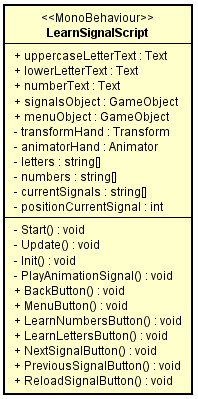 <<MonoBehaviour>>
LearnSignalScript
+ uppercaseLetterText : Text
+ lowerLetterText : Text
+ numberText : Text
+ signalsObject : GameObject
+ menuObject : GameObject
- transformHand : Transform
- animatorHand : Animator
- letters : string[]
- numbers : string[]
- currentSignals : string[]
- positionCurrentSignal : int
- Start() : void
- Update() : void
- Init() : void
- PlayAnimationSignal() : void
+ BackButton() : void
+ MenuButton() : void
+ LearnNumbersButton() : void
+ LearnLettersButton() : void
+ NextSignalButton() : void
+ PreviousSignalButton() : void
+ ReloadSignalButton() : void